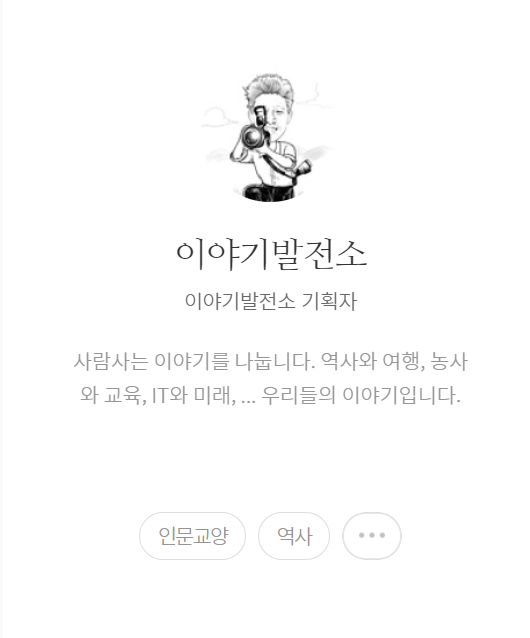 이야기발전소
이야기발전소 기획자
사람사는 이야기를 나눕니다. 역사와 여행, 농사
와 교육, IT와 미래, ... 우리들의 이야기입니다.
인문교양 역사 •••